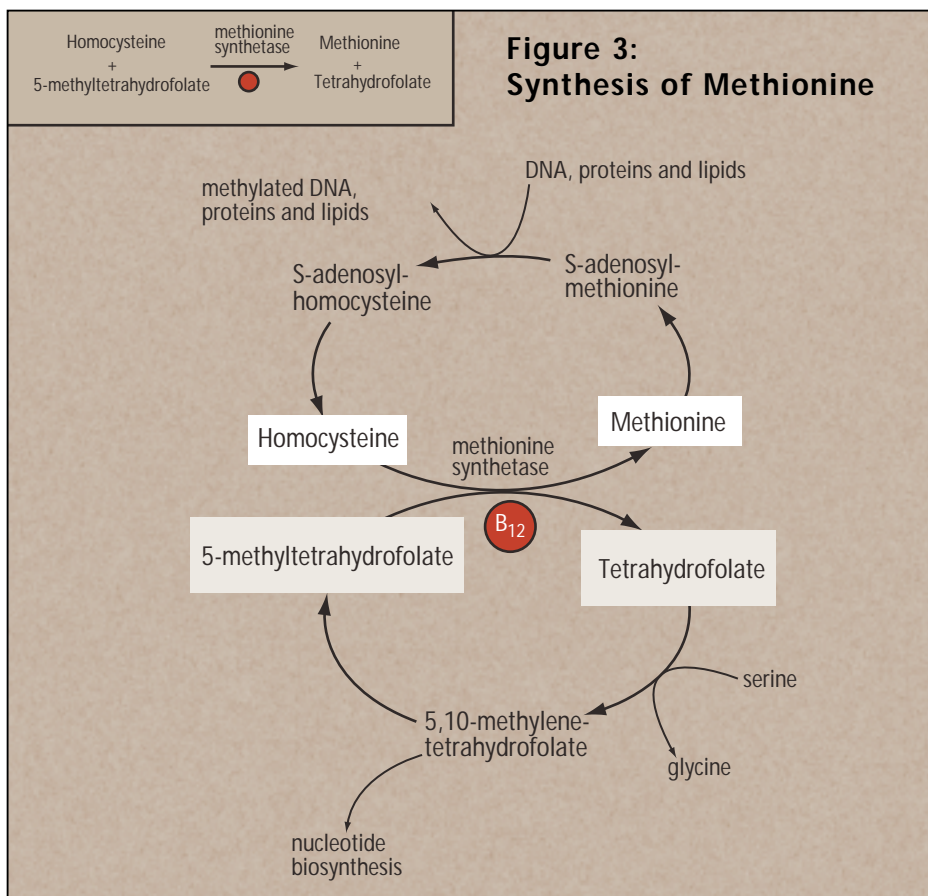 Homocysteine
+
5-methyltetrahydrofolate
methionine
synthetase
Methionine
+
Tetrahydrofolate
Figure 3:
Synthesis of Methionine
DNA, proteins and lipids
methylated DNA,
proteins and lipids
S-adenosyl-
homocysteine
S-adenosyl-
methionine
Homocysteine
Methionine
methionine
synthetase
B12
5-methyltetrahydrofolate
Tetrahydrofolate
serine
glycine
5,10-methylene-
tetrahydrofolate
nucleotide
biosynthesis